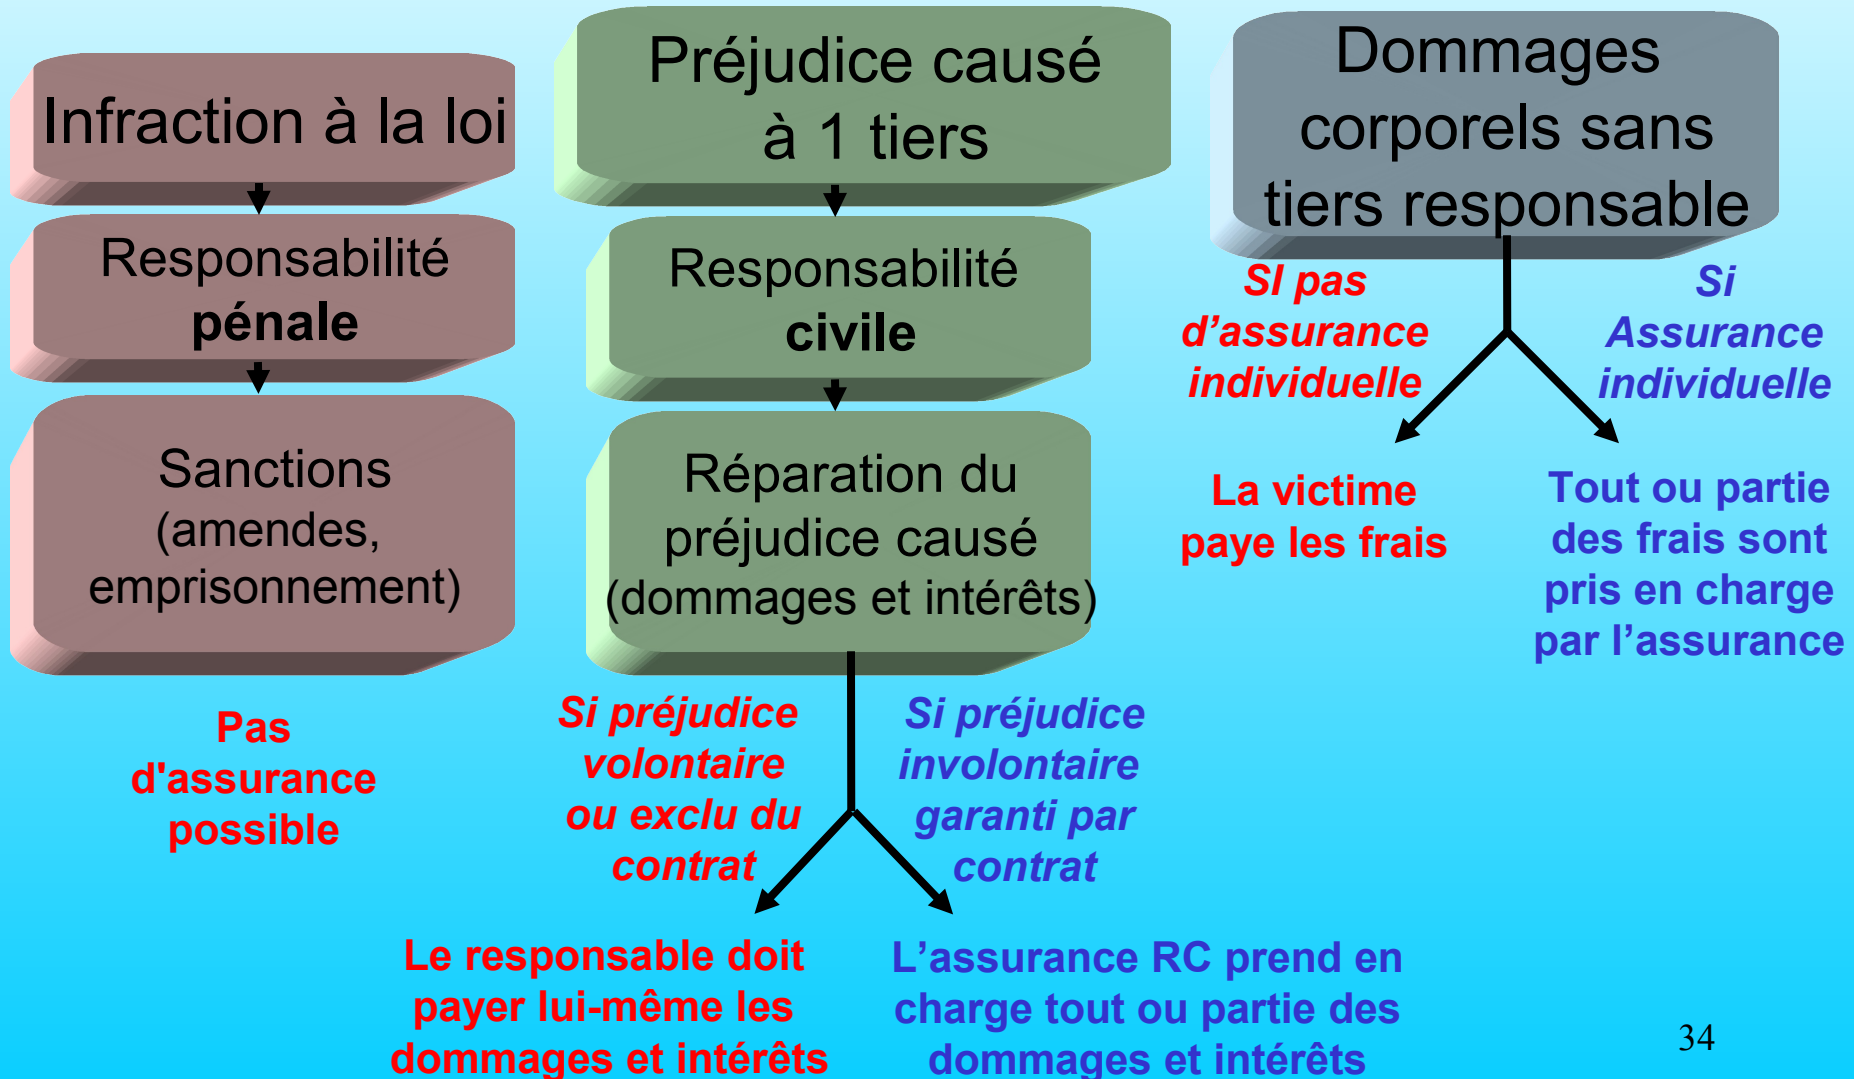 Infraction à la loi
Responsabilité
pénale
Sanctions
(amendes,
emprisonnement)
Pas
d'assurance
possible
Préjudice causé
à 1 tiers
Responsabilité
civile
Réparation du
préjudice causé
(dommages et intérêts)
Si préjudice
volontaire
ou exclu du
contrat
Si préjudice
involontaire
garanti par
contrat
Le responsable doit
payer lui-même les
dommages et intérêts
L’assurance RC prend en
charge tout ou partie des
dommages et intérêts
Dommages
corporels sans
tiers responsable
SI pas
d’assurance
individuelle
Si
Assurance
individuelle
La victime
paye les frais
Tout ou partie
des frais sont
pris en charge
par l’assurance
34